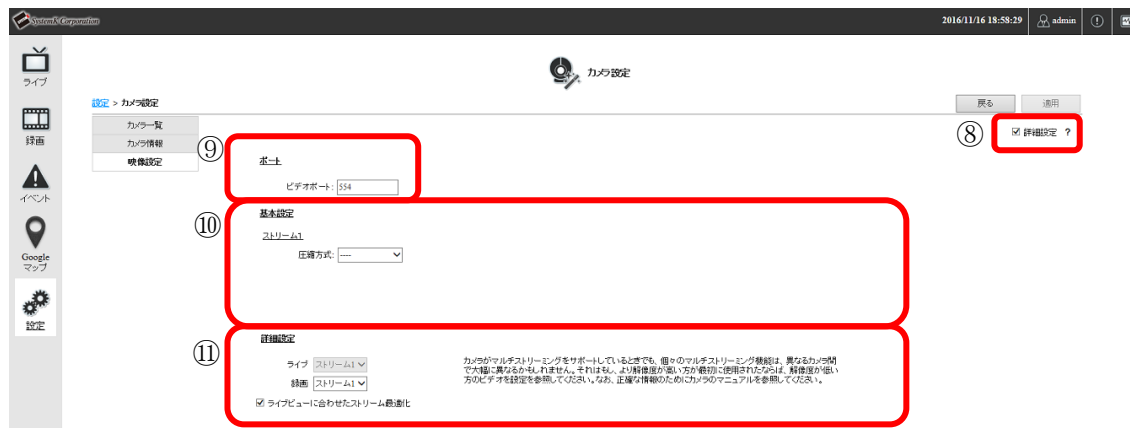 SystemK Corporation
2016/11/16 18:58:29 admin
ライブ
カメラ設定
設定 > カメラ設定
戻る 適用
録画
カメラ一覧
カメラ情報
映像設定
⑧ 詳細設定 ?
⑨ ポート
ビデオポート: 554
イベント
⑩ 基本設定
ストリーム1
圧縮方式: ----
Google
マップ
設定
⑪ 詳細設定
ライブ ストリーム1
録画 ストリーム1
カメラがマルチストリーミングをサポートしているときでも、個々のマルチストリーミング機能は、異なるカメラ間
で大幅に異なるかもしれません。それはもし、より解像度が高い方が最初に使用されたならば、解像度が低い
方のビデオを設定を参照してください。なお、正確な情報のためにカメラのマニュアルを参照してください。
ライブビューに合わせたストリーム最適化